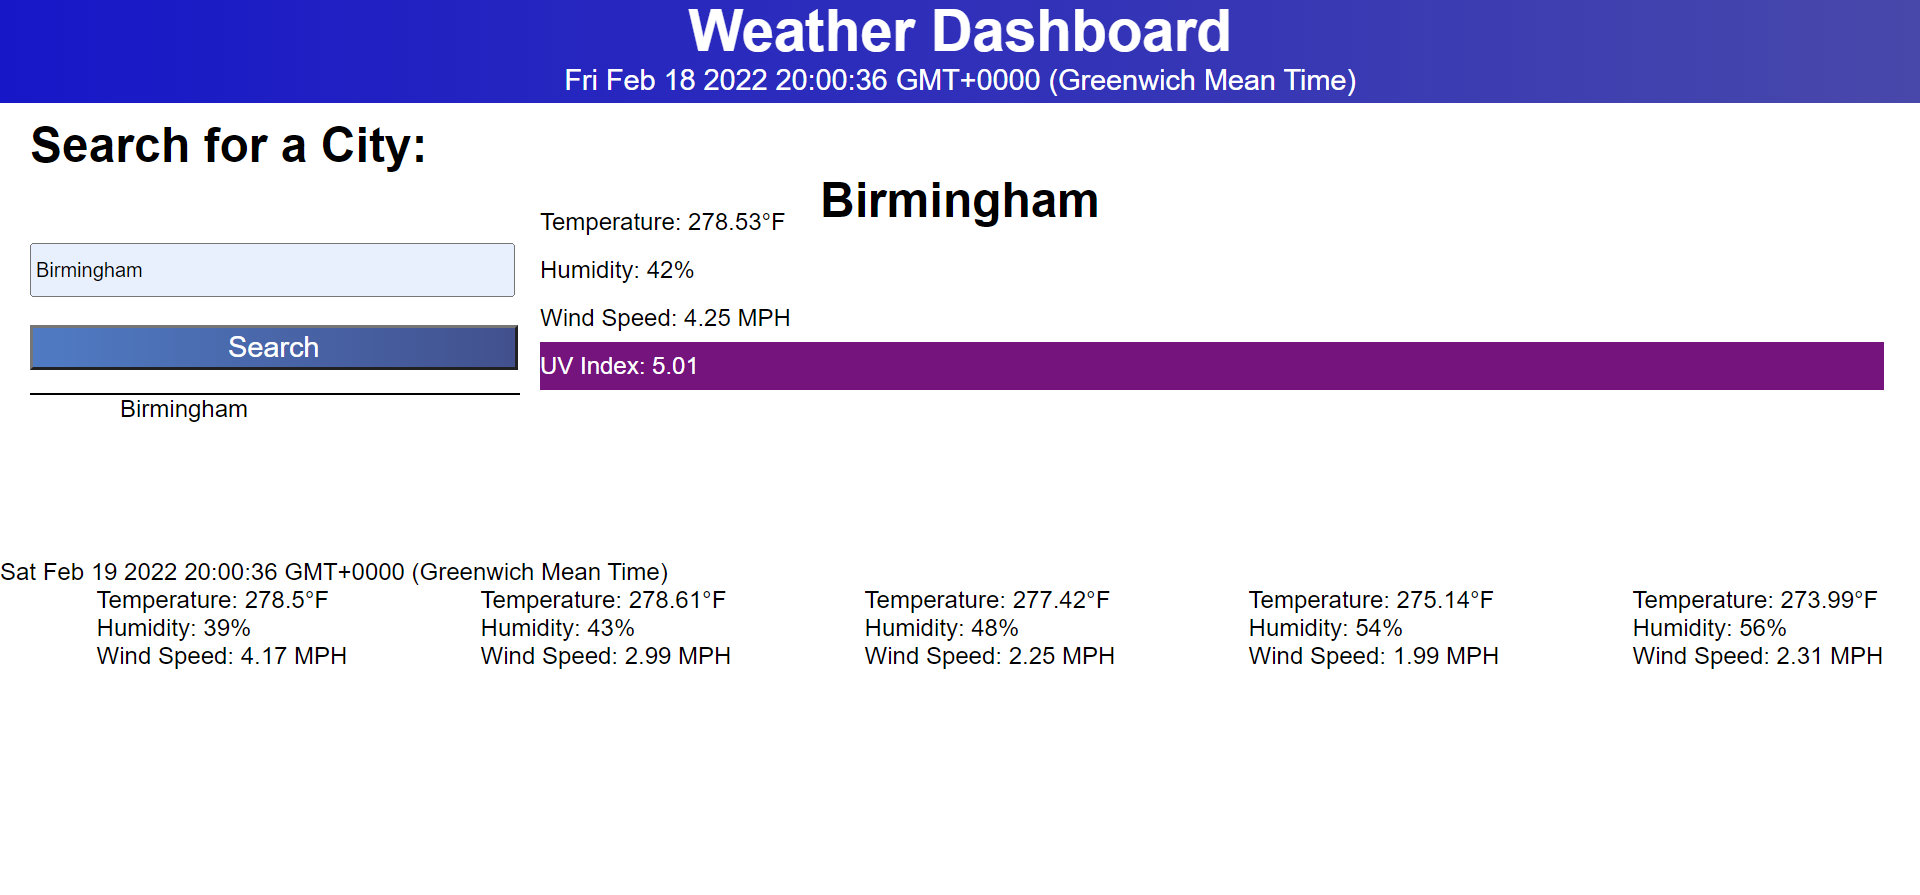 Weather Dashboard
Fri Feb 18 2022 20:00:36 GMT+0000 (Greenwich Mean Time)
Search for a City:
Birmingham
Search
Birmingham
Birmingham
Temperature: 278.53°F
Humidity: 42%
Wind Speed: 4.25 MPH
UV Index: 5.01
Sat Feb 19 2022 20:00:36 GMT+0000 (Greenwich Mean Time)
Temperature: 278.5°F
Humidity: 39%
Wind Speed: 4.17 MPH
Temperature: 278.61°F
Humidity: 43%
Wind Speed: 2.99 MPH
Temperature: 277.42°F
Humidity: 48%
Wind Speed: 2.25 MPH
Temperature: 275.14°F
Humidity: 54%
Wind Speed: 1.99 MPH
Temperature: 273.99°F
Humidity: 56%
Wind Speed: 2.31 MPH